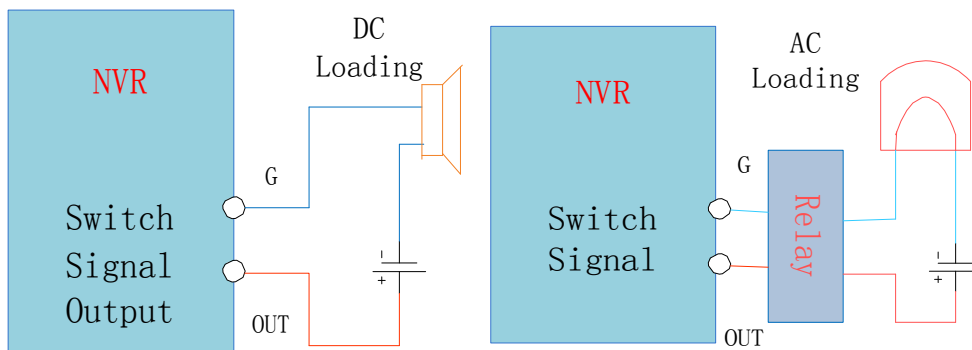 NVR
DC
Loading
G
Switch
Signal
Output
OUT
-
+
NVR
AC
Loading
G
Switch
Signal
Relay
OUT
-
+